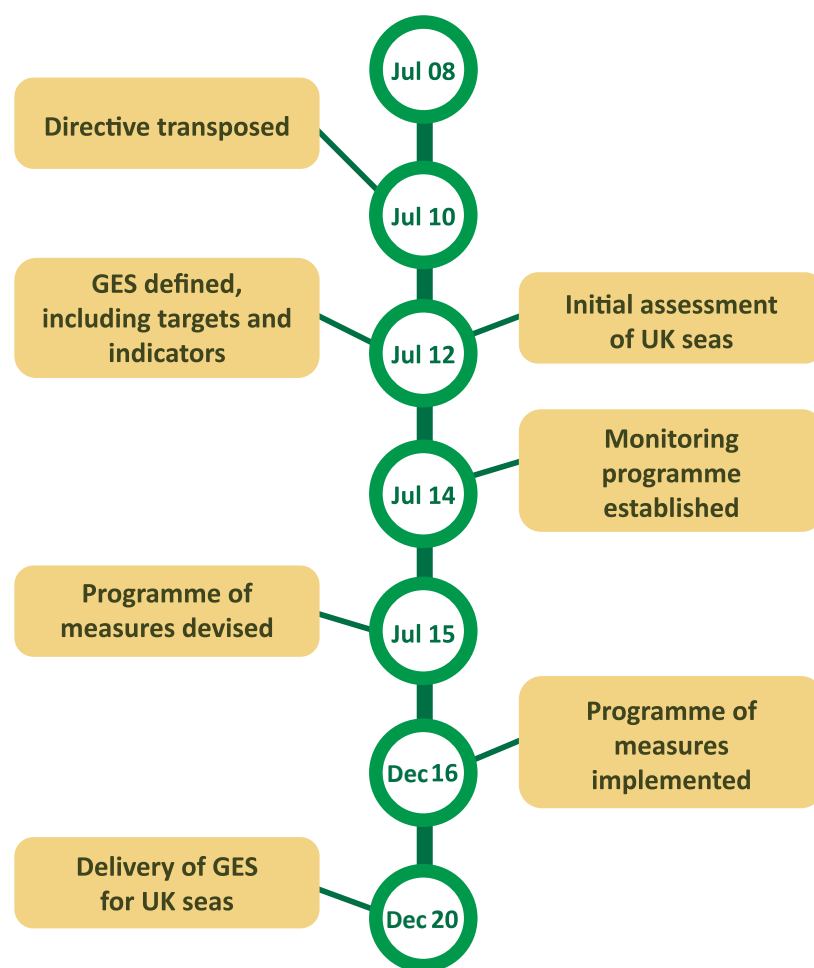 Jul 08
Directive transposed
Jul 10
GES defined,
including targets and
indicators
Initial assessment
of UK seas
Jul 12
Monitoring
programme
established
Jul 14
Programme of
measures devised
Jul 15
Programme of
measures
implemented
Dec 16
Delivery of GES
for UK seas
Dec 20